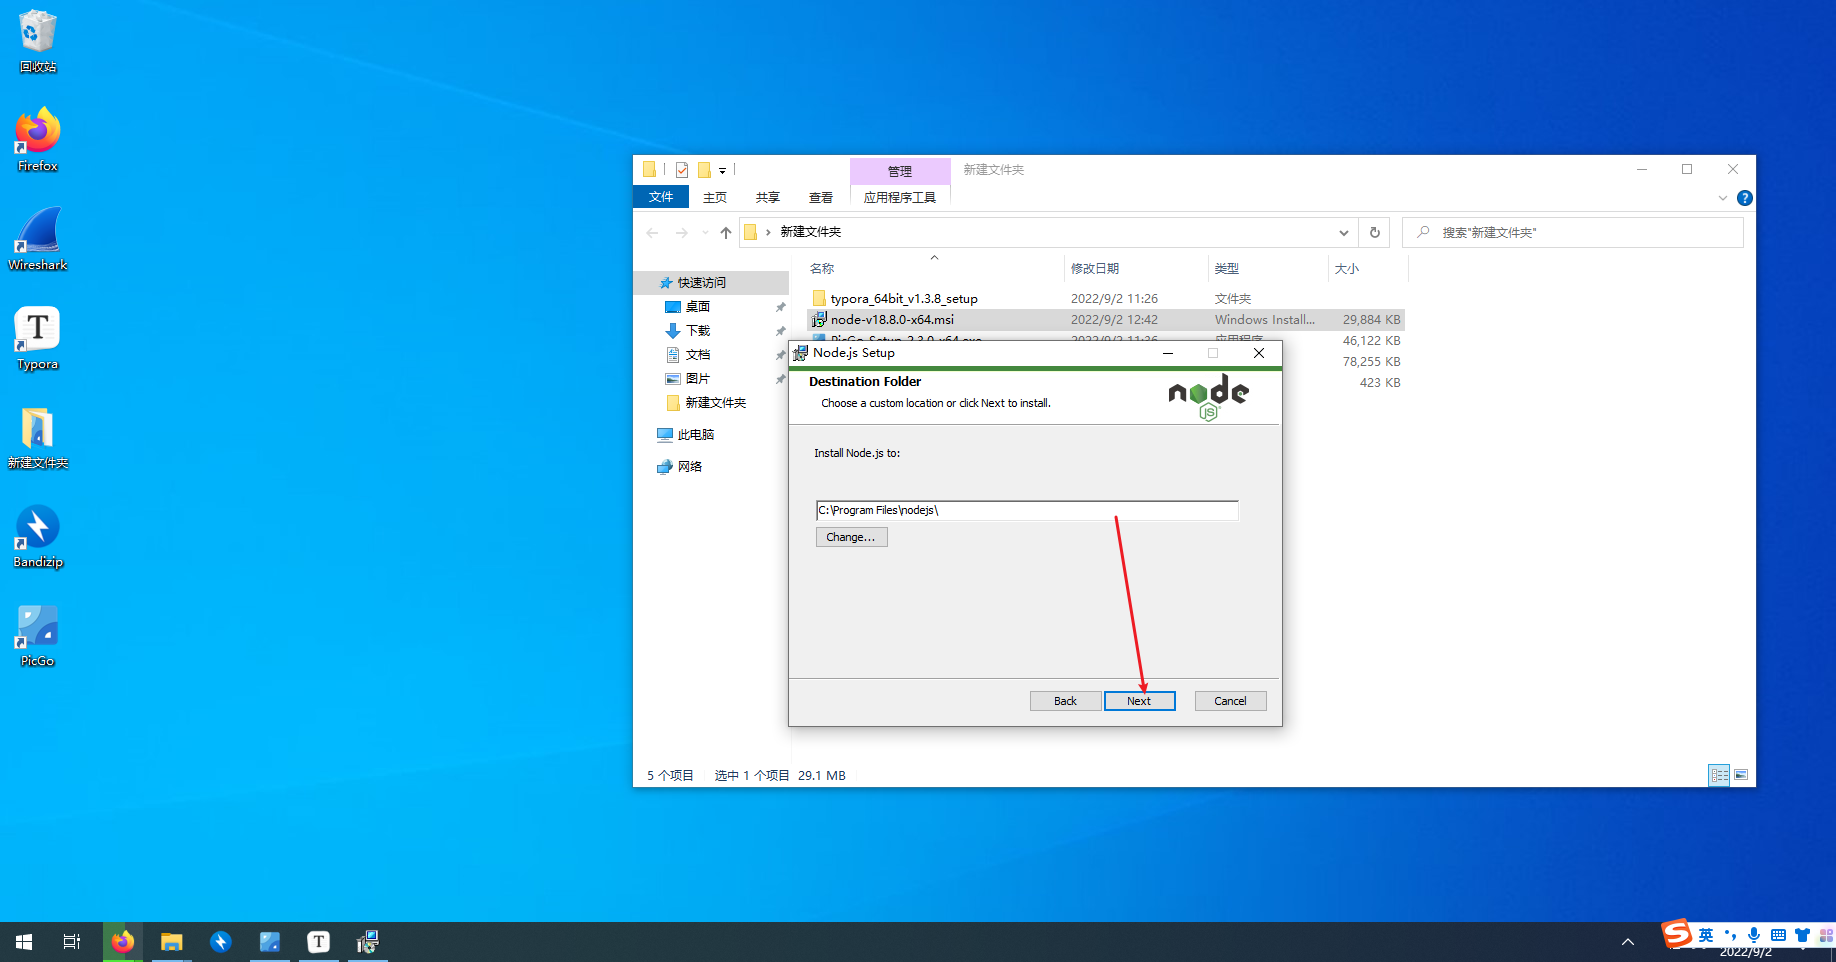 回收站
Firefox
Wireshark
Typora
新建文件夹
Bandizip
PicGo
管理
新建文件夹
文件
主页
共享
查看
应用程序工具
新建文件夹
搜索"新建文件夹"
快速访问
桌面
下载
文档
图片
新建文件夹
此电脑
网络
名称
修改日期
类型
大小
typora_64bit_v1.3.8_setup
2022/9/2 11:26
文件夹
node-v18.8.0-x64.msi
2022/9/2 12:42
Windows Install...
29,884 KB
46,122 KB
78,255 KB
423 KB
Node.js Setup
Destination Folder
Choose a custom location or click Next to install.
node
JS
Install Node.js to:
C:\Program Files\nodejs\
Change...
Back
Next
Cancel
5 个项目
选中 1 个项目
29.1 MB
T
S
英
2022/9/2